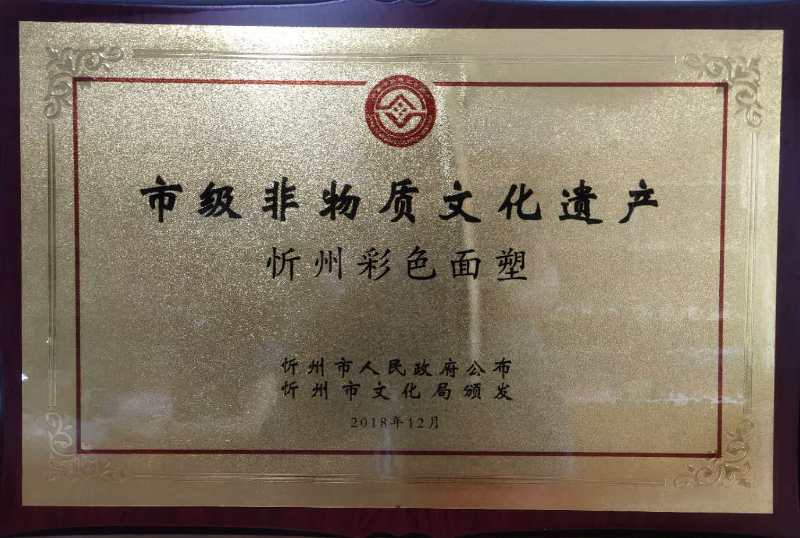 市级非物质文化遗产
忻州彩色面塑
忻州市人民政府公布
忻州市文化局颁发
2018年12月